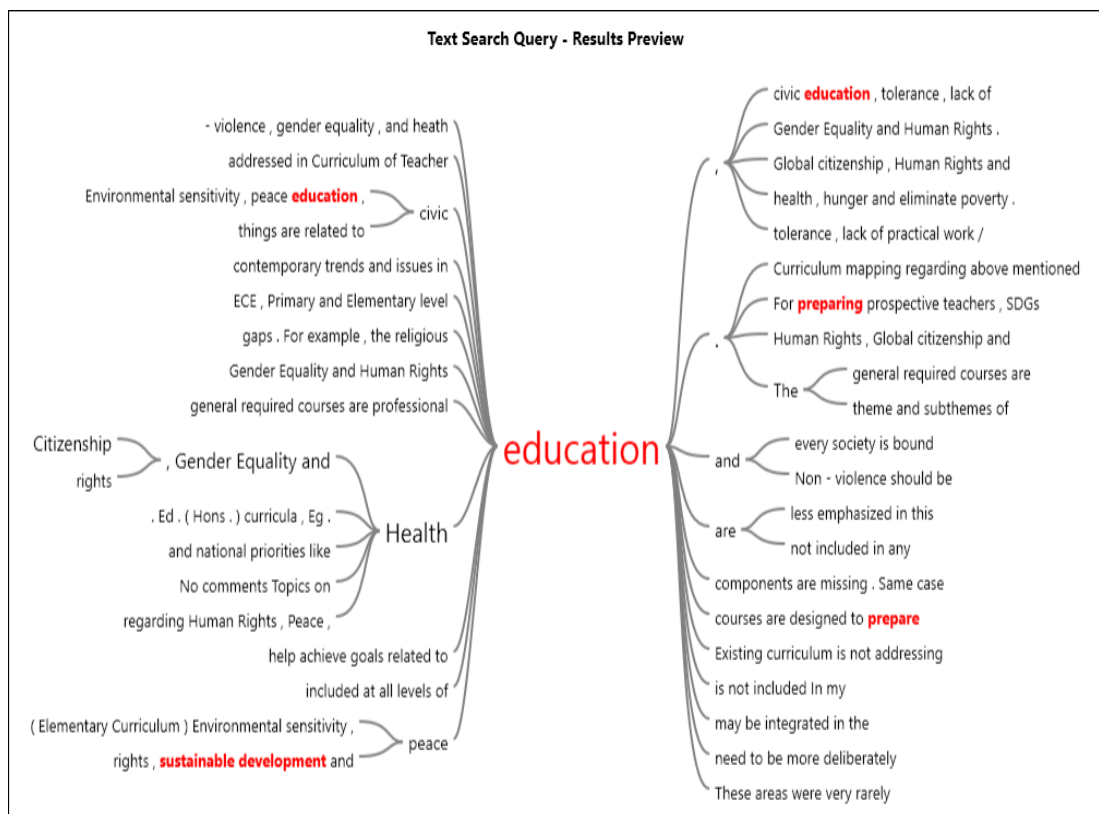 Text Search Query - Results Preview
- violence , gender equality , and heath
addressed in Curriculum of Teacher
Environmental sensitivity , peace education ,
things are related to
civic
contemporary trends and issues in
ECE , Primary and Elementary level
gaps . For example , the religious
Gender Equality and Human Rights
general required courses are professional
Citizenship
rights
, Gender Equality and
. Ed . ( Hons . ) curricula , Eg .
and national priorities like
No comments Topics on
regarding Human Rights , Peace ,
Health
help achieve goals related to
included at all levels of
( Elementary Curriculum ) Environmental sensitivity ,
rights , sustainable development and
peace
education
,
civic education , tolerance , lack of
Gender Equality and Human Rights .
Global citizenship , Human Rights and
health , hunger and eliminate poverty .
tolerance , lack of practical work /
.
Curriculum mapping regarding above mentioned
For preparing prospective teachers , SDGs
Human Rights , Global citizenship and
The
general required courses are
theme and subthemes of
and
every society is bound
Non - violence should be
are
less emphasized in this
not included in any
components are missing . Same case
courses are designed to prepare
Existing curriculum is not addressing
is not included In my
may be integrated in the
need to be more deliberately
These areas were very rarely